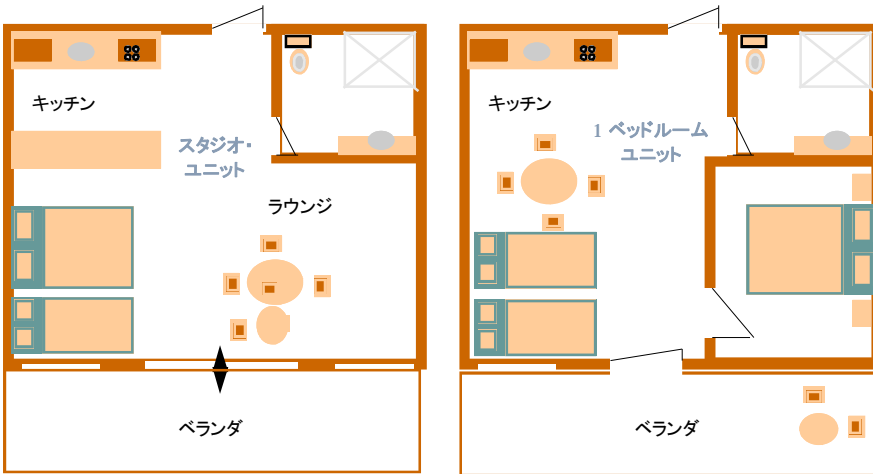 キッチン
スタジオ・
ユニット
ラウンジ
ベランダ
キッチン
1 ベッドルーム
ユニット
ベランダ